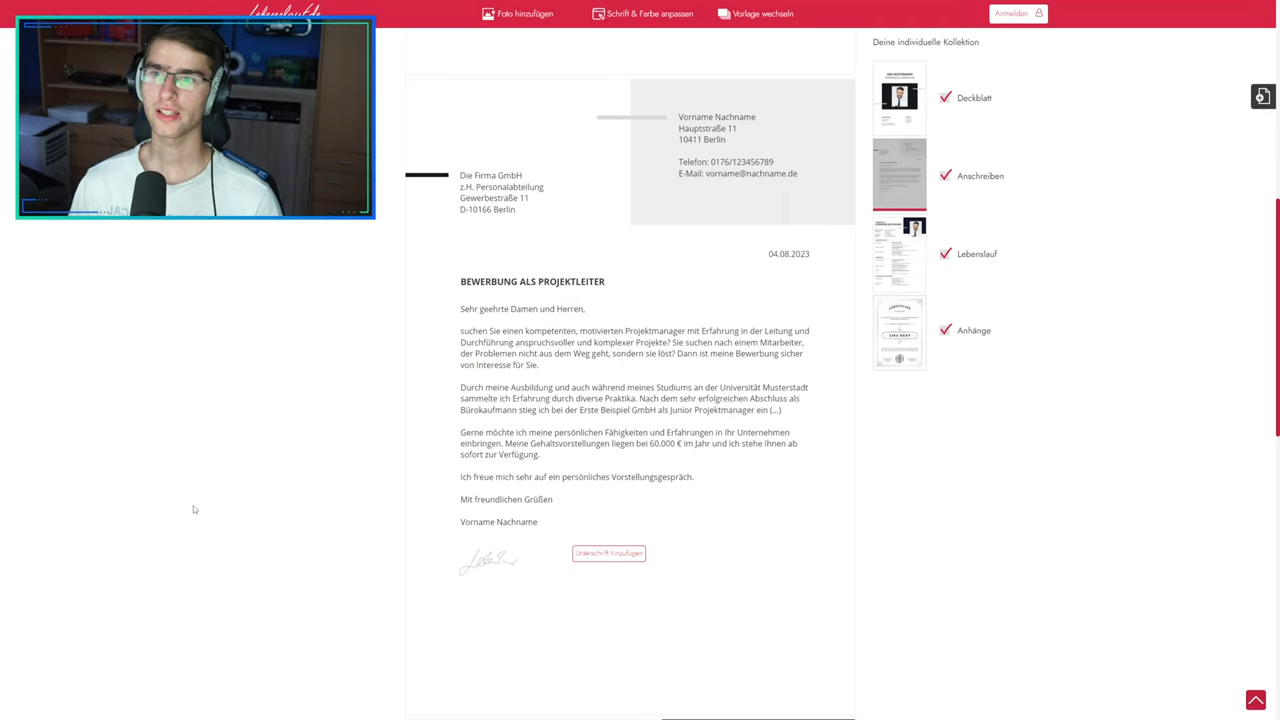 Lebenslauf.de
Foto hinzufügen
Schrift & Farbe anpassen
Vorlage wechseln
Anmelden
Deine individuelle Kollektion
Deckblatt
Anschreiben
Lebenslauf
Anhänge
Vorname Nachname
Hauptstraße 11
10411 Berlin
Telefon: 0176/123456789
E-Mail: vorname@nachname.de
Die Firma GmbH
z.H. Personalabteilung
Gewerbestraße 11
D-10166 Berlin
04.08.2023
BEWERBUNG ALS PROJEKTLEITER
Sehr geehrte Damen und Herren,
suchen Sie einen kompetenten, motivierten Projektmanager mit Erfahrung in der Leitung und
Durchführung anspruchsvoller und komplexer Projekte? Sie suchen nach einem Mitarbeiter,
der Problemen nicht aus dem Weg geht, sondern sie löst? Dann ist meine Bewerbung sicher
von Interesse für Sie.
Durch meine Ausbildung und auch während meines Studiums an der Universität Musterstadt
sammelte ich Erfahrung durch diverse Praktika. Nach dem sehr erfolgreichen Abschluss als
Bürokaufmann stieg ich bei der Erste Beispiel GmbH als Junior Projektmanager ein (...)
Gerne möchte ich meine persönlichen Fähigkeiten und Erfahrungen in Ihr Unternehmen
einbringen. Meine Gehaltsvorstellungen liegen bei 60.000 € im Jahr und ich stehe Ihnen ab
sofort zur Verfügung.
Ich freue mich sehr auf ein persönliches Vorstellungsgespräch.
Mit freundlichen Grüßen
Vorname Nachname
Unterschrift hinzufügen